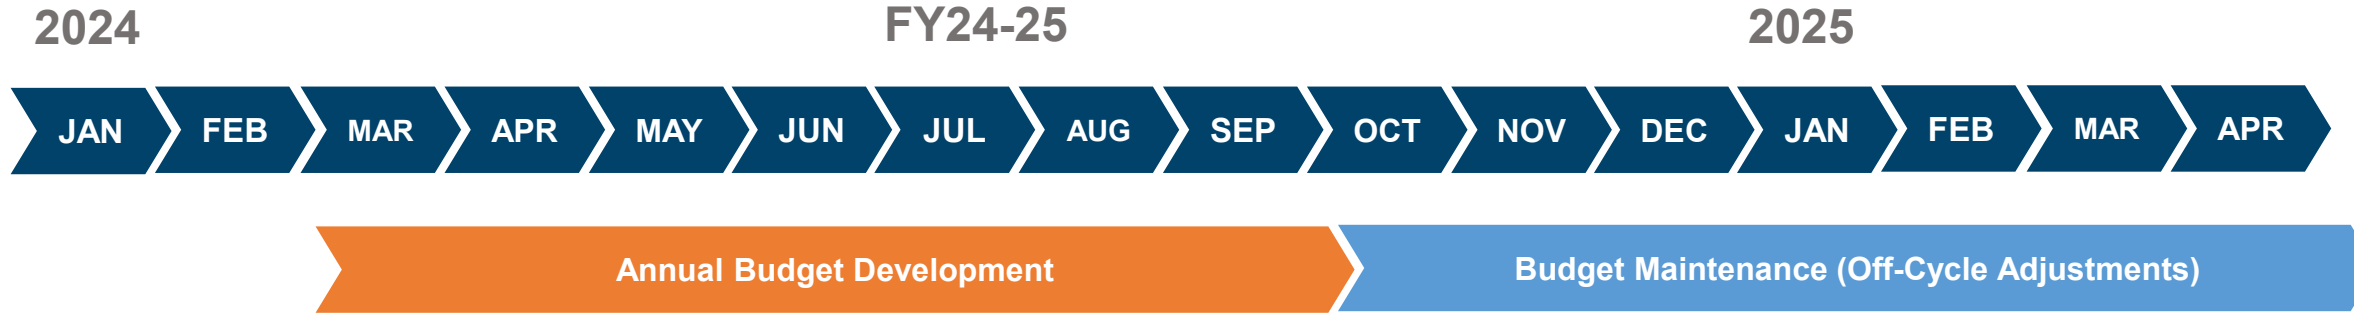 2024 FY24-25 2025
JAN FEB MAR APR MAY JUN JUL AUG SEP OCT NOV DEC JAN FEB MAR APR
Annual Budget Development Budget Maintenance (Off-Cycle Adjustments)